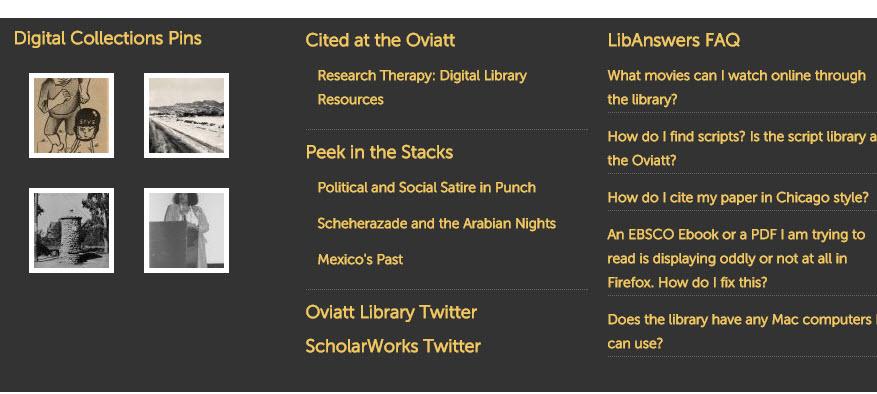 Digital Collections Pins
Cited at the Oviatt
Research Therapy: Digital Library
Resources
Peek in the Stacks
Political and Social Satire in Punch
Scheherazade and the Arabian Nights
Mexico's Past
Oviatt Library Twitter
ScholarWorks Twitter
LibAnswers FAQ
What movies can I watch online through
the library?
How do I find scripts? Is the script library a
the Oviatt?
How do I cite my paper in Chicago style?
An EBSCO Ebook or a PDF I am trying to
read is displaying oddly or not at all in
Firefox. How do I fix this?
Does the library have any Mac computers I
can use?